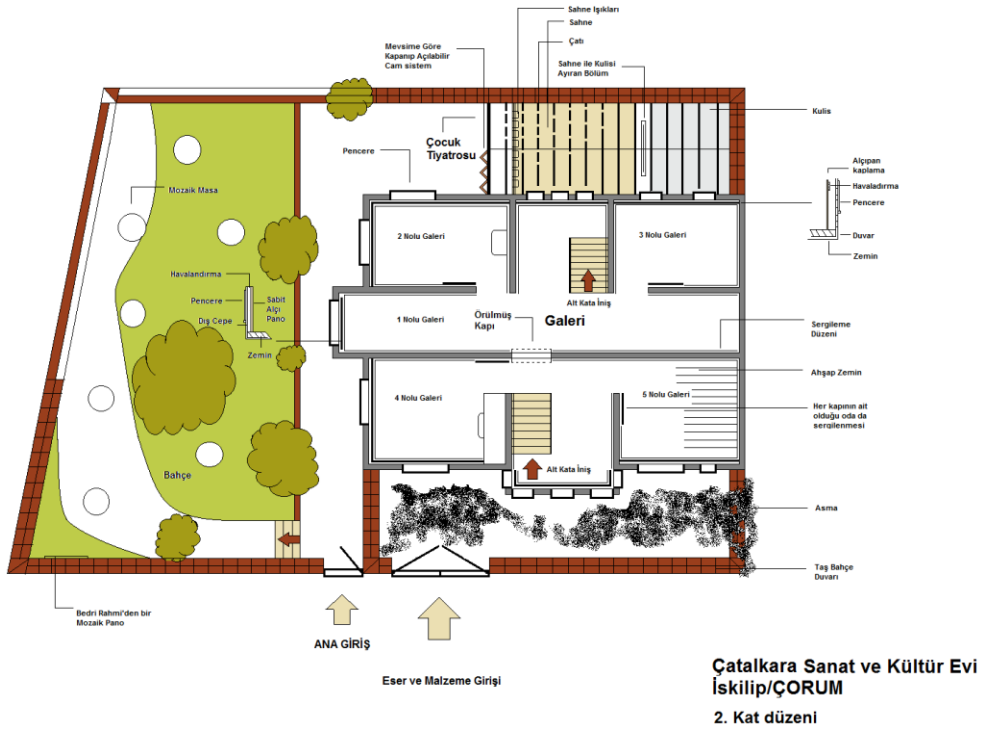 Sahne Işıkları
Sahne
Çatı
Mevsime Göre
Kapanıp Açılabilir
Cam sistem
Sahne ile Kulisi
Ayıran Bölüm
Kulis
Çocuk
Tiyatrosu
Pencere
Alçıpan
kaplama
Havaladırma
Pencere
Duvar
Zemin
Mozaik Masa
2 Nolu Galeri
3 Nolu Galeri
Havalandırma
Pencere
Sabit
Alçı
Pano
Dış Cepe
Zemin
Alt Kata İniş
1 Nolu Galeri
Örülmüş
Kapı
Galeri
Sergileme
Düzeni
Ahşap Zemin
4 Nolu Galeri
5 Nolu Galeri
Her kapının ait
olduğu oda da
sergilenmesi
Bahçe
Alt Kata İniş
Asma
Taş Bahçe
Duvarı
Bedri Rahmi'den bir
Mozaik Pano
ANA GİRİŞ
Eser ve Malzeme Girişi
Çatalkara Sanat ve Kültür Evi
İskilip/ÇORUM
2. Kat düzeni